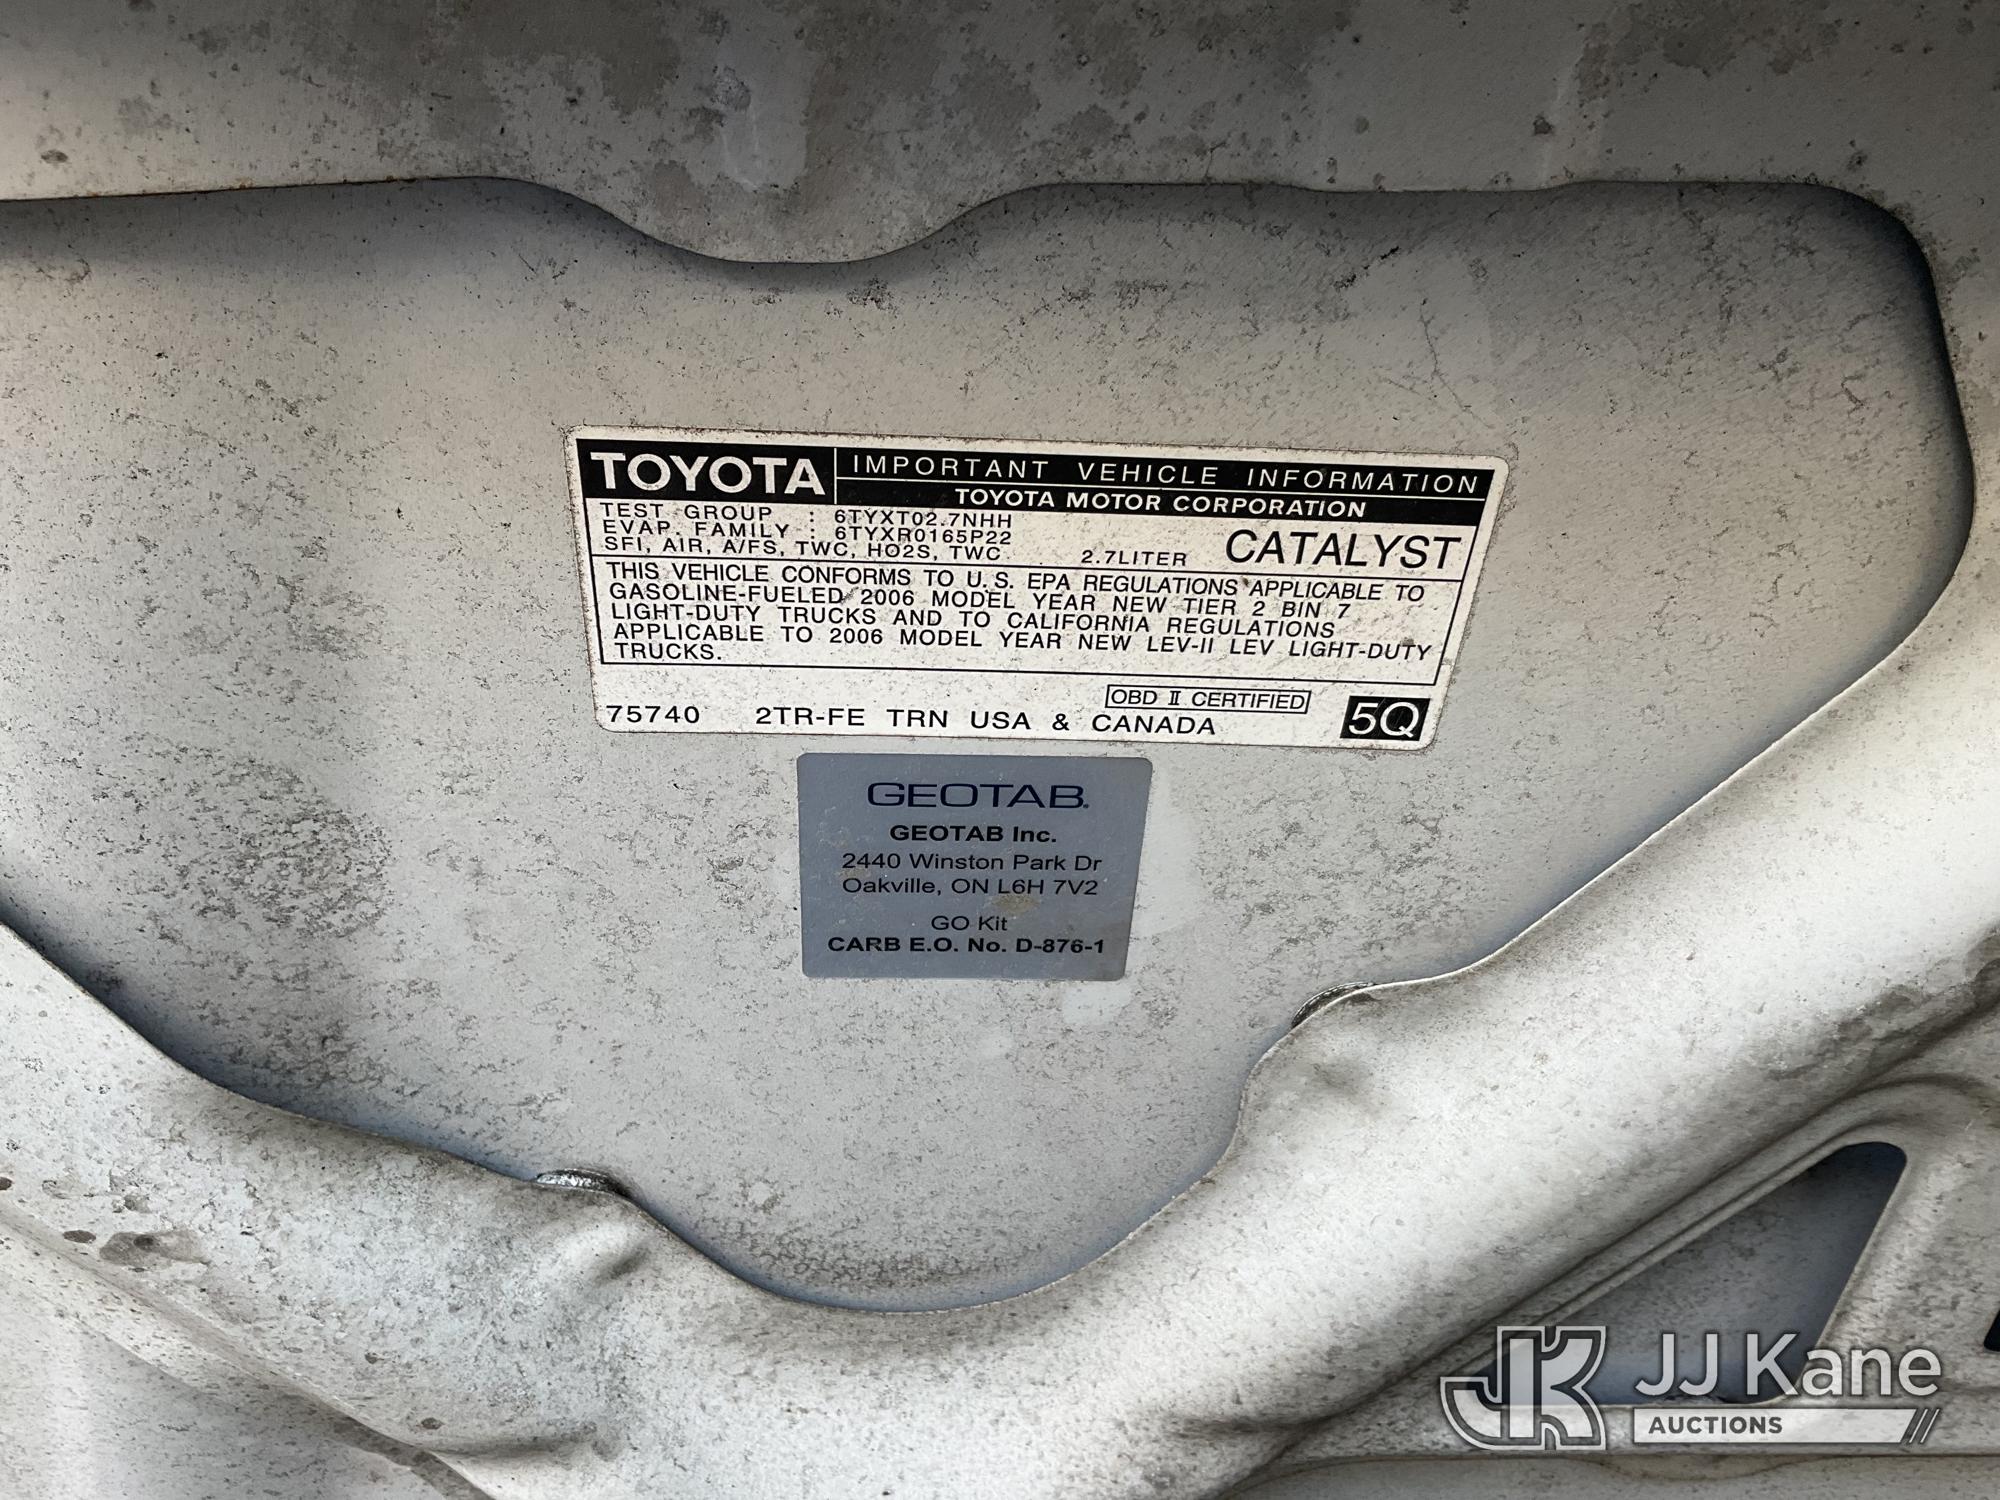 TOYOTA IMPORTANT VEHICLE INFORMATION
TOYOTA MOTOR CORPORATION
TEST GROUP : 6TYXT02.7NHH
EVAP. FAMILY : 6TYXR0165P22
SFI, AIR, A/FS, TWC, HO2S, TWC 2.7LITER CATALYST
THIS VEHICLE CONFORMS TO U.S. EPA REGULATIONS APPLICABLE TO
GASOLINE-FUELED 2006 MODEL YEAR NEW TIER 2 BIN 7
LIGHT-DUTY TRUCKS AND TO CALIFORNIA REGULATIONS
APPLICABLE TO 2006 MODEL YEAR NEW LEV-II LEV LIGHT-DUTY
TRUCKS.
OBD II CERTIFIED
75740 2TR-FE TRN USA & CANADA 5Q
GEOTAB®
GEOTAB Inc.
2440 Winston Park Dr
Oakville, ON L6H 7V2
GO Kit
CARB E.O. No. D-876-1
JK JJ Kane
AUCTIONS